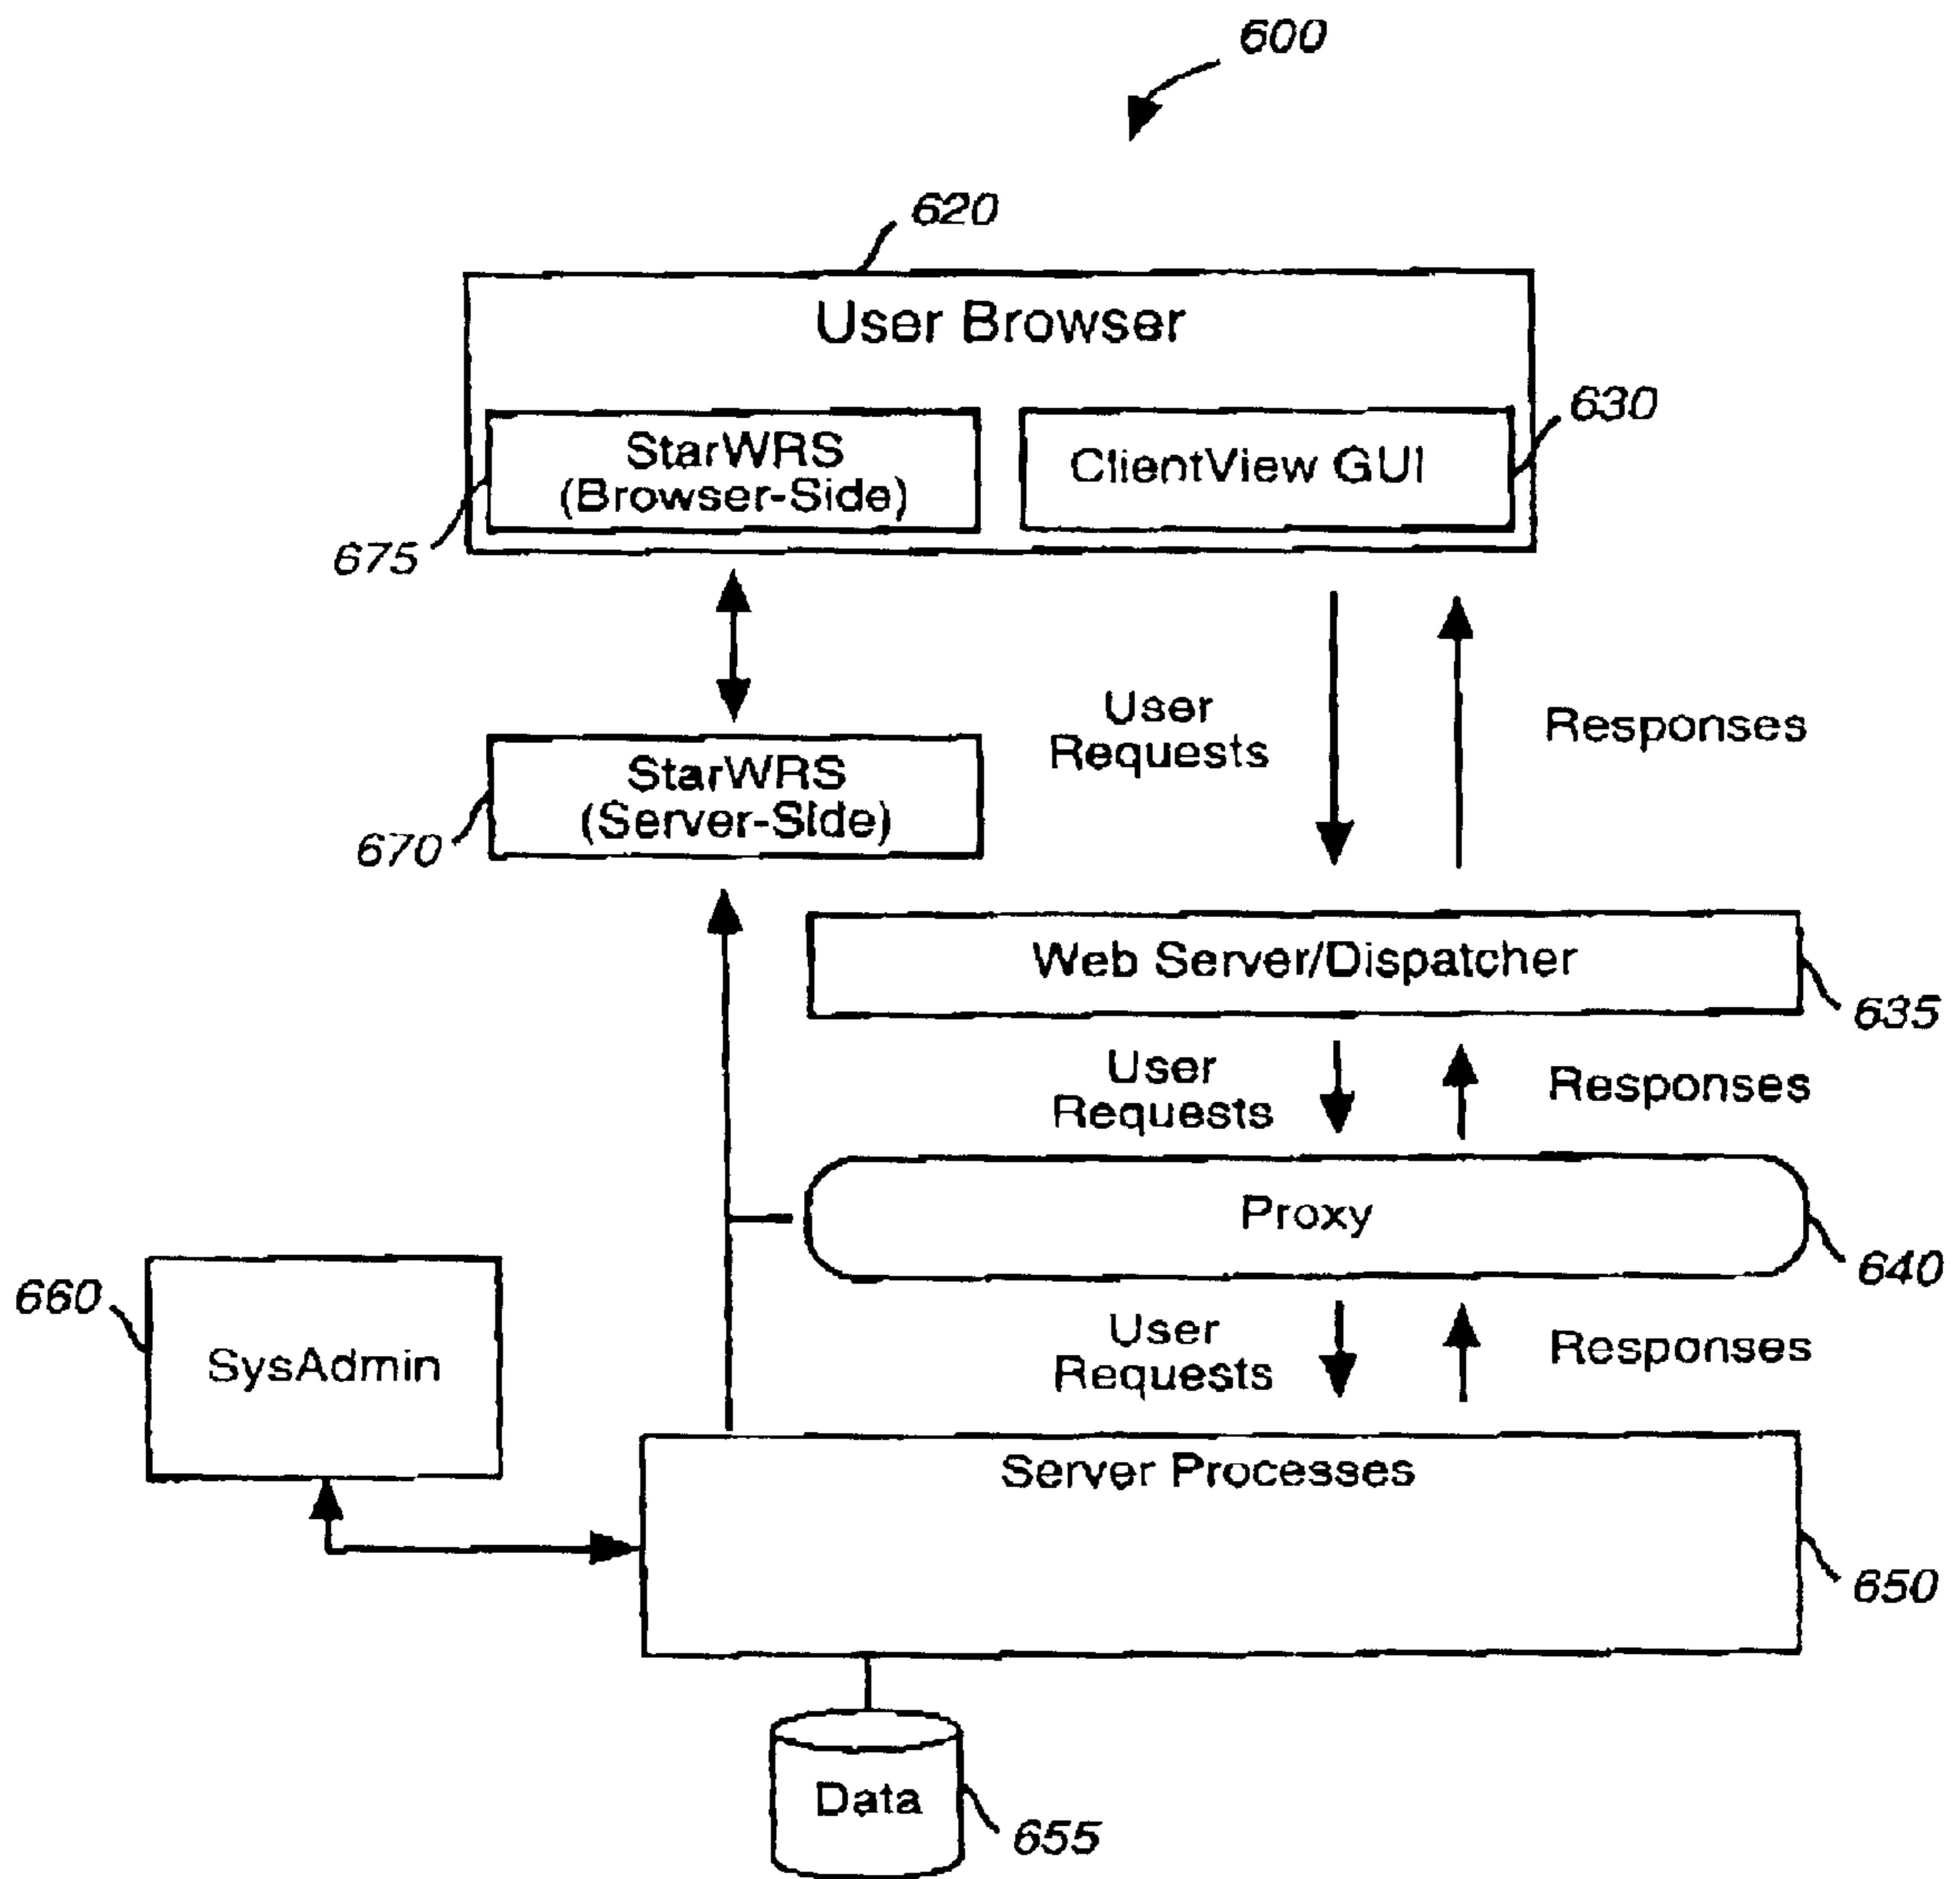 600
620
User Browser
630
StarWRS
(Browser-Side)
ClientView GUI
675
User
Requests
Responses
StarWRS
(Server-Side)
670
Web Server/Dispatcher
635
User
Requests
Responses
Proxy
640
660
SysAdmin
User
Requests
Responses
Server Processes
650
Data
655